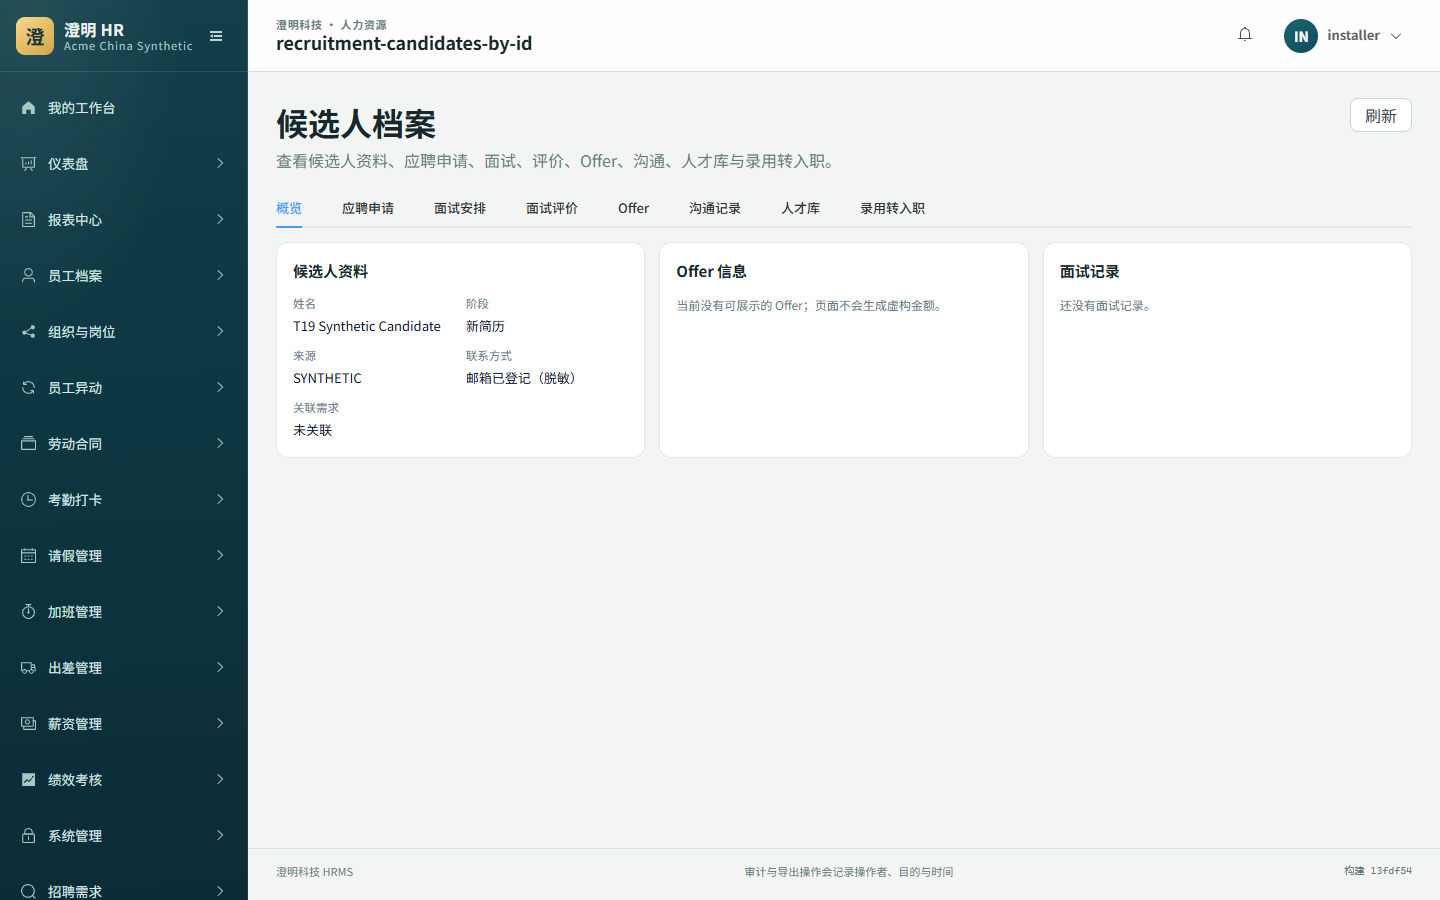 澄
澄明 HR
Acme China Synthetic
我的工作台
仪表盘
报表中心
员工档案
组织与岗位
员工异动
劳动合同
考勤打卡
请假管理
加班管理
出差管理
薪资管理
绩效考核
系统管理
招聘需求
澄明科技 · 人力资源
recruitment-candidates-by-id
IN
installer
候选人档案
刷新
查看候选人资料、应聘申请、面试、评价、Offer、沟通、人才库与录用转入职。
概览 应聘申请 面试安排 面试评价 Offer 沟通记录 人才库 录用转入职
候选人资料
姓名 阶段
T19 Synthetic Candidate 新简历
来源 联系方式
SYNTHETIC 邮箱已登记（脱敏）
关联需求
未关联
Offer 信息
当前没有可展示的 Offer；页面不会生成虚构金额。
面试记录
还没有面试记录。
澄明科技 HRMS
审计与导出操作会记录操作者、目的与时间
构建 13fdf54